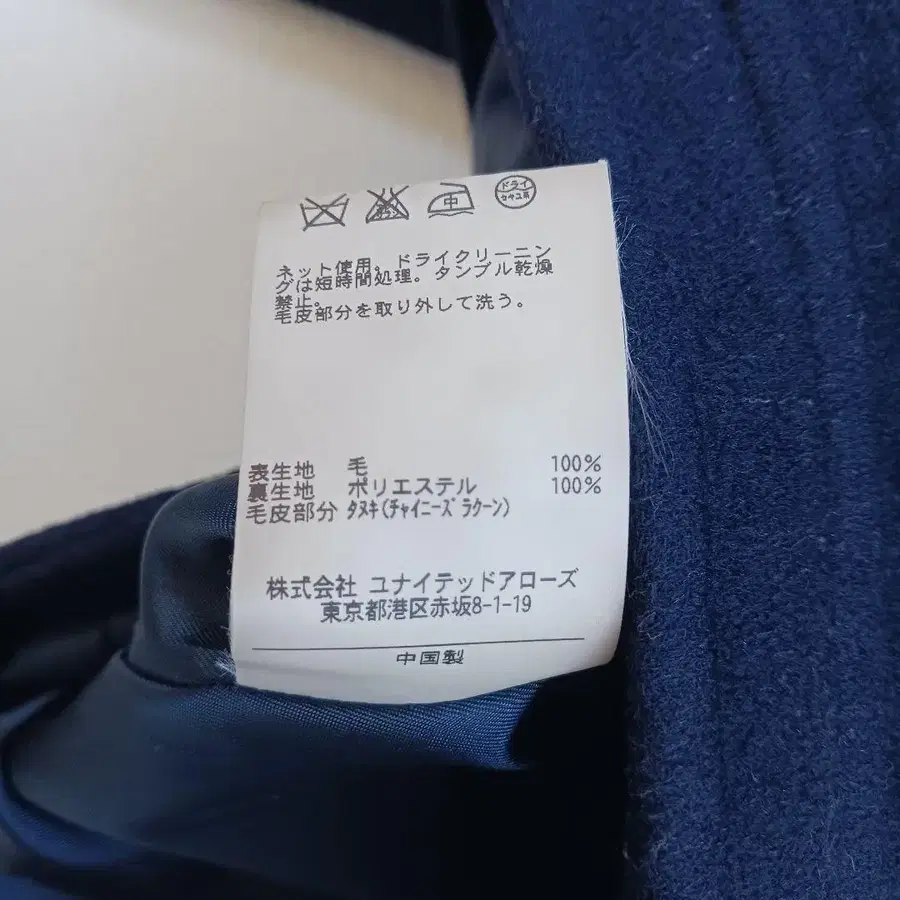 中
ドライ
セキユ系
ネット使用。ドライクリーニン
グは短時間処理。タンブル乾燥
禁止。
毛皮部分を取り外して洗う。
表生地 毛 100%
裏生地 ポリエステル 100%
毛皮部分 タヌキ(チャイニーズラクーン)
株式会社 ユナイテッドアローズ
東京都港区赤坂8-1-19
中国製